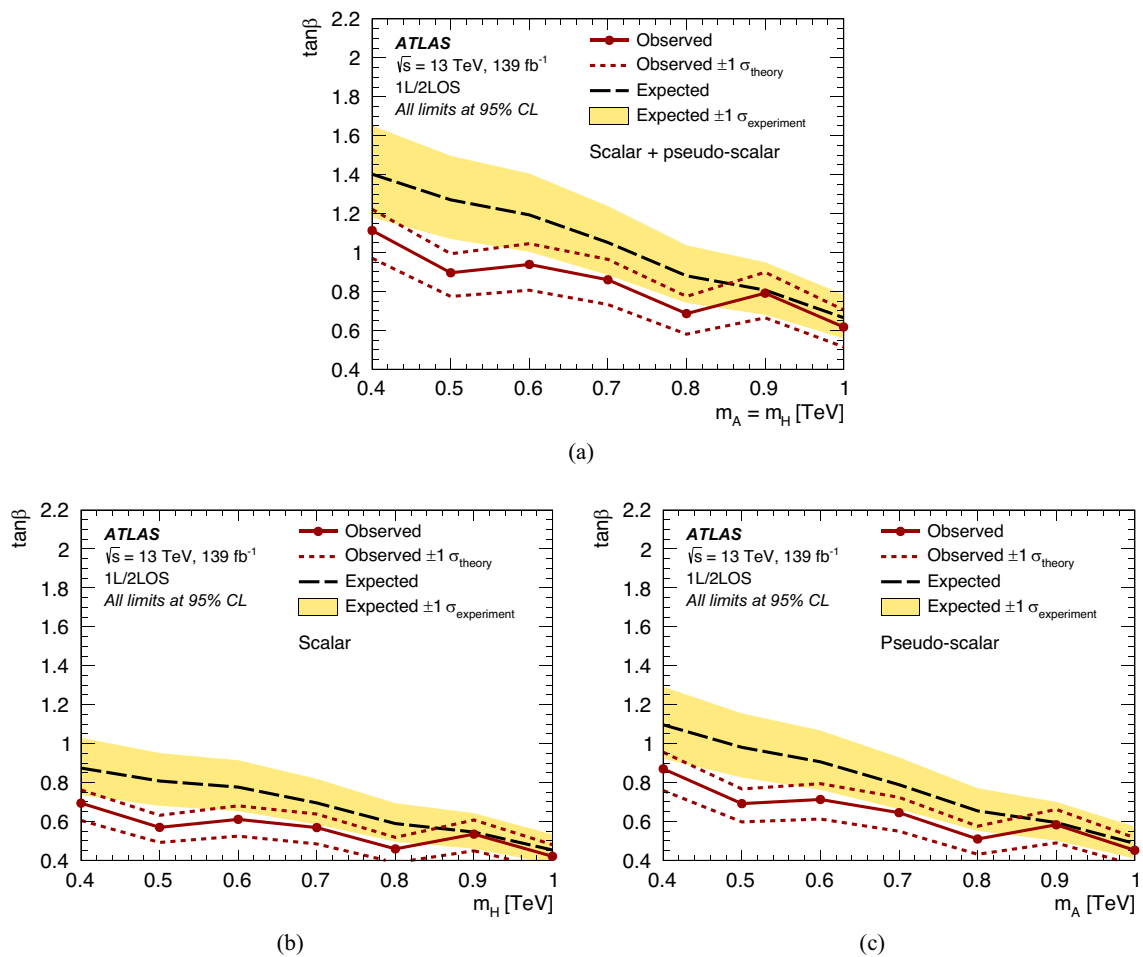 tanβ
2.2
2
1.8
1.6
1.4
1.2
1
0.8
0.6
0.4
ATLAS
√s = 13 TeV, 139 fb⁻¹
1L/2LOS
All limits at 95% CL
Observed
Observed ±1 σtheory
Expected
Expected ±1 σexperiment
Scalar + pseudo-scalar
0.4 0.5 0.6 0.7 0.8 0.9 1
m_A = m_H [TeV]
(a)
tanβ
2.2
2
1.8
1.6
1.4
1.2
1
0.8
0.6
0.4
ATLAS
√s = 13 TeV, 139 fb⁻¹
1L/2LOS
All limits at 95% CL
Observed
Observed ±1 σtheory
Expected
Expected ±1 σexperiment
Scalar
0.4 0.5 0.6 0.7 0.8 0.9 1
m_H [TeV]
(b)
tanβ
2.2
2
1.8
1.6
1.4
1.2
1
0.8
0.6
0.4
ATLAS
√s = 13 TeV, 139 fb⁻¹
1L/2LOS
All limits at 95% CL
Observed
Observed ±1 σtheory
Expected
Expected ±1 σexperiment
Pseudo-scalar
0.4 0.5 0.6 0.7 0.8 0.9 1
m_A [TeV]
(c)